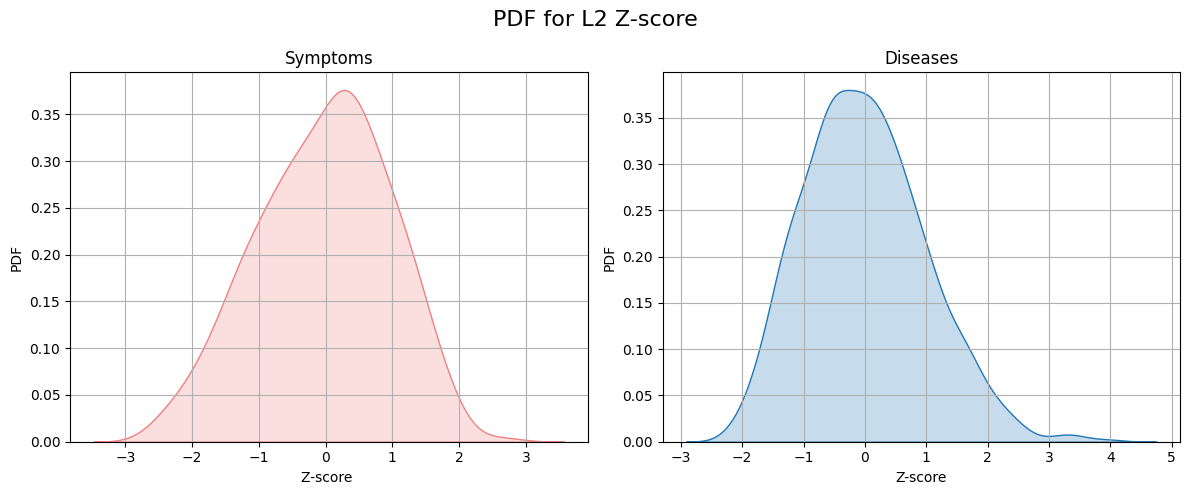 PDF for L2 Z-score
Symptoms
PDF
0.35
0.30
0.25
0.20
0.15
0.10
0.05
0.00
−3 −2 −1 0 1 2 3
Z-score
Diseases
PDF
0.35
0.30
0.25
0.20
0.15
0.10
0.05
0.00
−3 −2 −1 0 1 2 3 4 5
Z-score